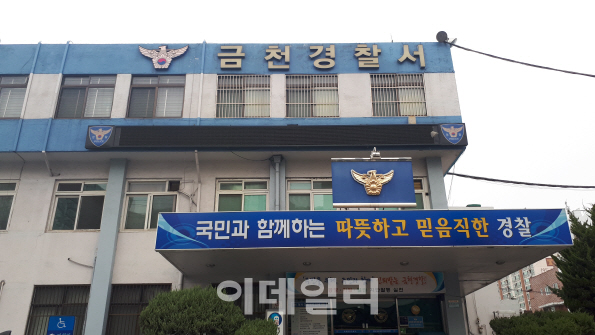 금천경찰서
국민과 함께하는 따뜻하고 믿음직한 경찰
이데일리